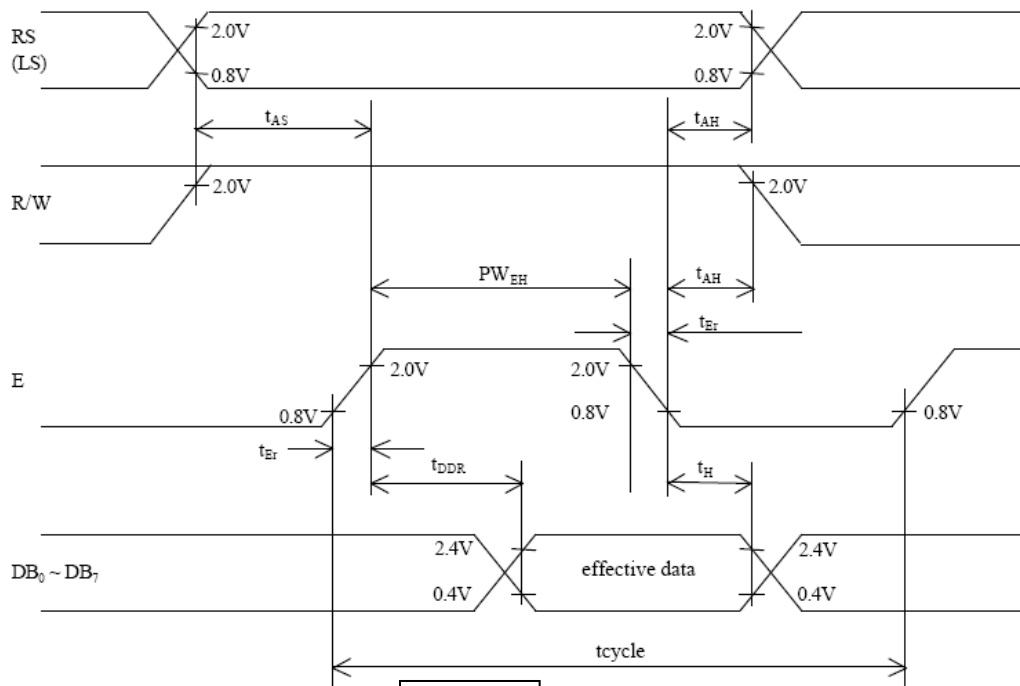 RS
(LS)
2.0V
2.0V
0.8V
0.8V
tAS
tAH
R/W
2.0V
2.0V
PWEH
tAH
tEr
E
2.0V
2.0V
0.8V
0.8V
0.8V
tEr
tDDR
tH
DB0 ~ DB7
2.4V
effective data
2.4V
0.4V
0.4V
tcycle